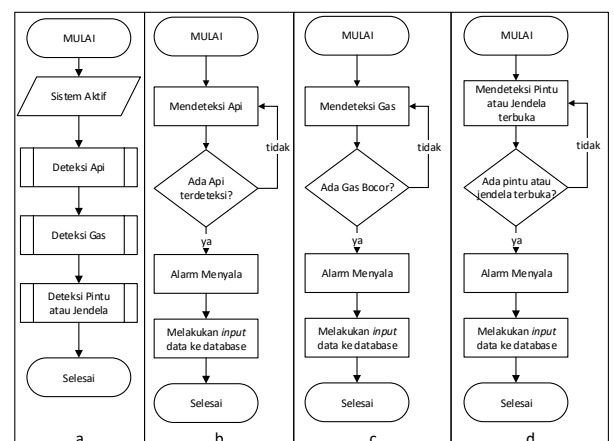 MULAI
Sistem Aktif
Deteksi Api
Deteksi Gas
Deteksi Pintu
atau Jendela
Selesai
a
MULAI
Mendeteksi Api
tidak
Ada Api
terdeteksi?
ya
Alarm Menyala
Melakukan input
data ke database
Selesai
b
MULAI
Mendeteksi Gas
tidak
Ada Gas Bocor?
ya
Alarm Menyala
Melakukan input
data ke database
Selesai
c
MULAI
Mendeteksi Pintu
atau Jendela
terbuka
tidak
Ada pintu atau
jendela terbuka?
ya
Alarm Menyala
Melakukan input
data ke database
Selesai
d